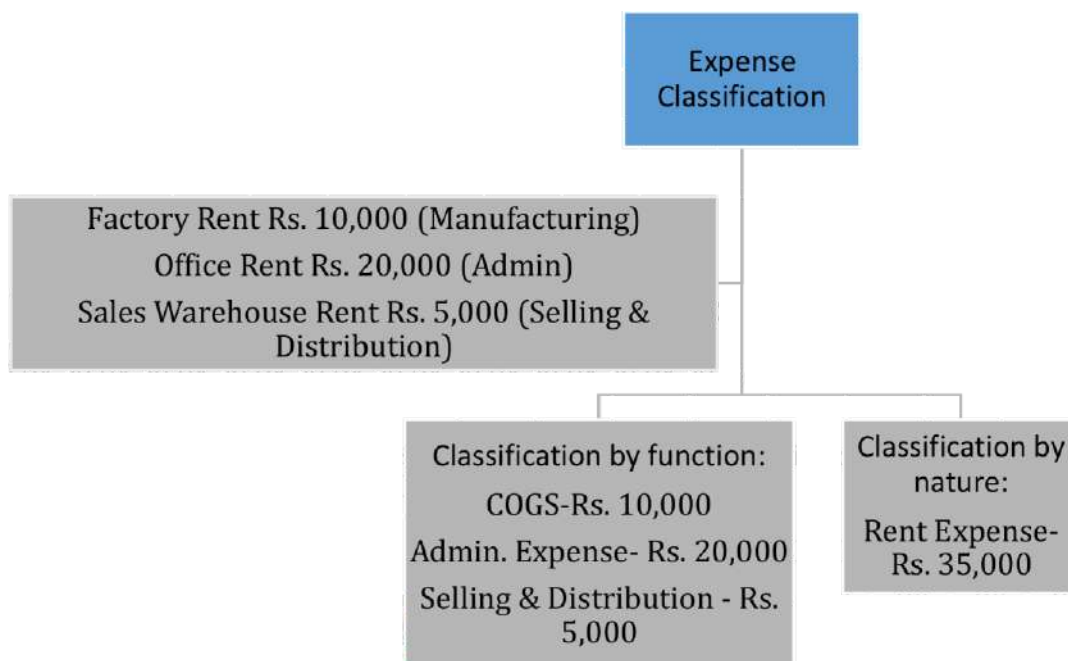 Expense
Classification
Factory Rent Rs. 10,000 (Manufacturing)
Office Rent Rs. 20,000 (Admin)
Sales Warehouse Rent Rs. 5,000 (Selling &
Distribution)
Classification by function:
COGS-Rs. 10,000
Admin. Expense- Rs. 20,000
Selling & Distribution - Rs.
5,000
Classification by
nature:
Rent Expense-
Rs. 35,000